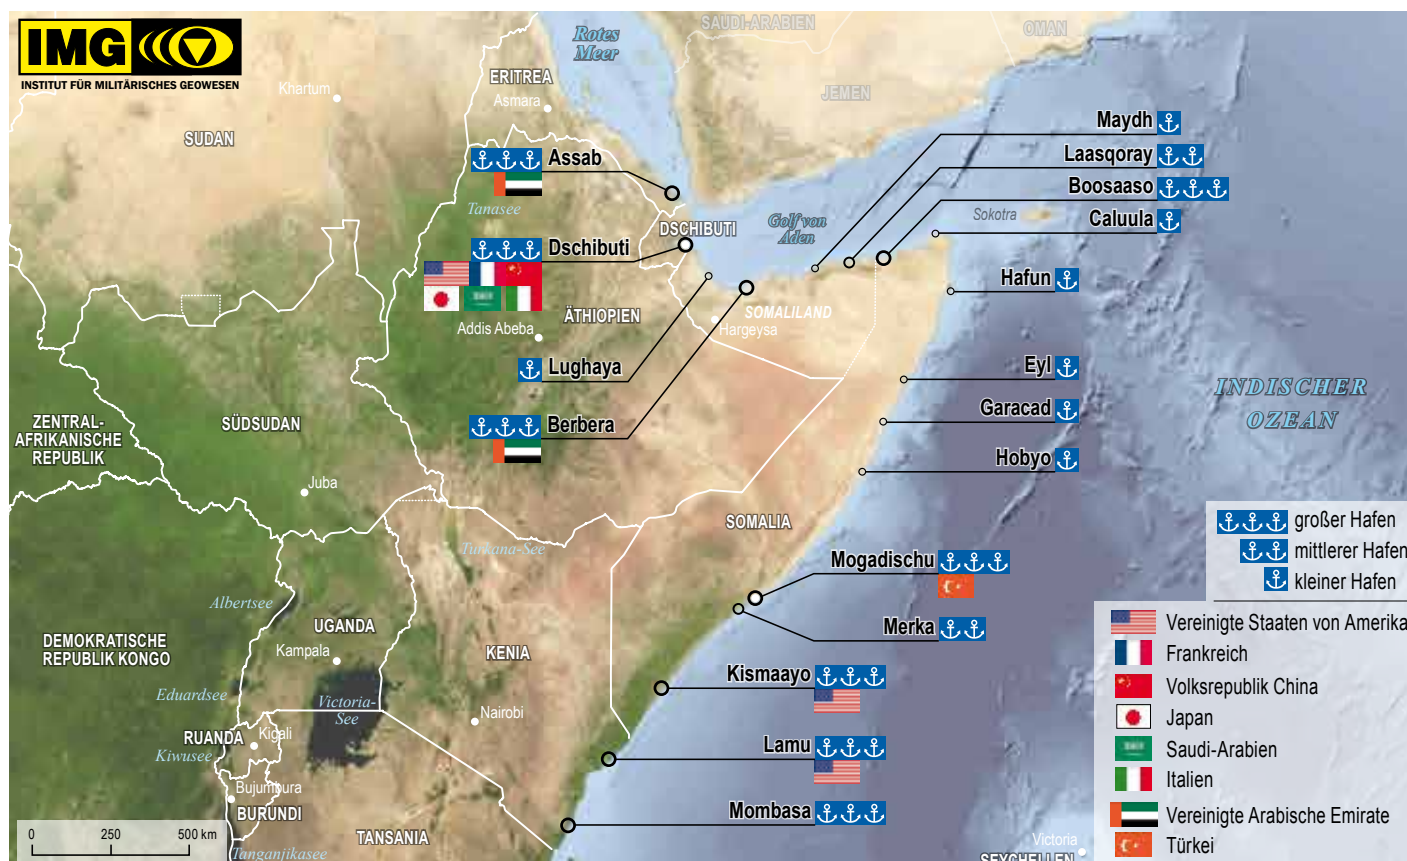 IMG
INSTITUT FÜR MILITÄRISCHES GEOWESEN
Rotes
Meer
SAUDI-ARABIEN
OMAN
ERITREA
Khartum
Asmara
JEMEN
SUDAN
Maydh
Laasqoray
Boosaaso
Caluula
Assab
Tanasee
Golf von
Aden
Sokotra
DSCHIBUTI
Dschibuti
Hafun
SOMALILAND
Hargeysa
ÄTHIOPIEN
Addis Abeba
Lughaya
Eyl
INDISCHER
OZEAN
Garacad
Berbera
Hobyo
ZENTRAL-
AFRIKANISCHE
REPUBLIK
SÜDSUDAN
Juba
SOMALIA
Turkana-See
Mogadischu
Merka
Albertsee
UGANDA
Kampala
KENIA
DEMOKRATISCHE
REPUBLIK KONGO
Eduardsee
Victoria-
See
Nairobi
Kismaayo
RUANDA
Kigali
Kiwusee
Lamu
Bujumbura
BURUNDI
Mombasa
TANSANIA
Tanganjikasee
0 250 500 km
Victoria
SEYCHELLEN
großer Hafen
mittlerer Hafen
kleiner Hafen
Vereinigte Staaten von Amerika
Frankreich
Volksrepublik China
Japan
Saudi-Arabien
Italien
Vereinigte Arabische Emirate
Türkei